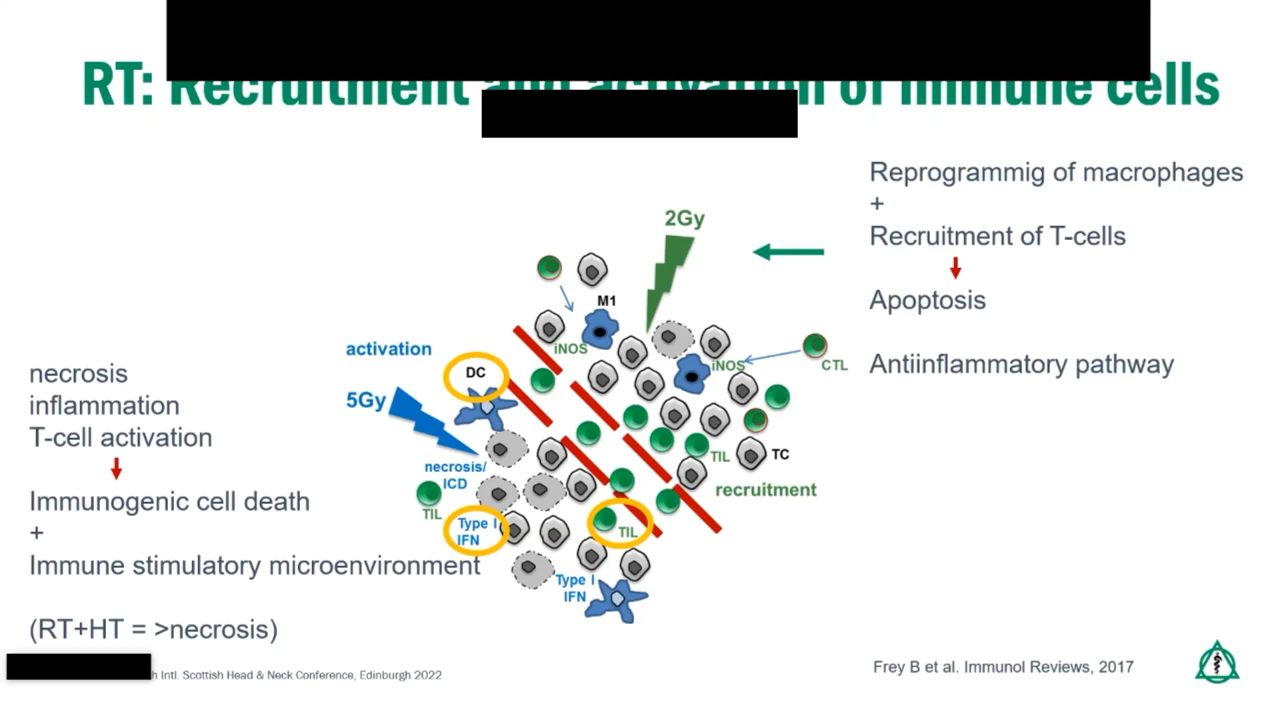 RT: Recruitment and activation of immune cells
Reprogrammig of macrophages
+
Recruitment of T-cells
Apoptosis
Antiinflammatory pathway
2Gy
M1
iNOS
iNOS
CTL
activation
DC
5Gy
necrosis/
ICD
TIL
Type I
IFN
TIL
TIL
TC
recruitment
Type I
IFN
necrosis
inflammation
T-cell activation
Immunogenic cell death
+
Immune stimulatory microenvironment
(RT+HT = >necrosis)
Intl. Scottish Head & Neck Conference, Edinburgh 2022
Frey B et al. Immunol Reviews, 2017